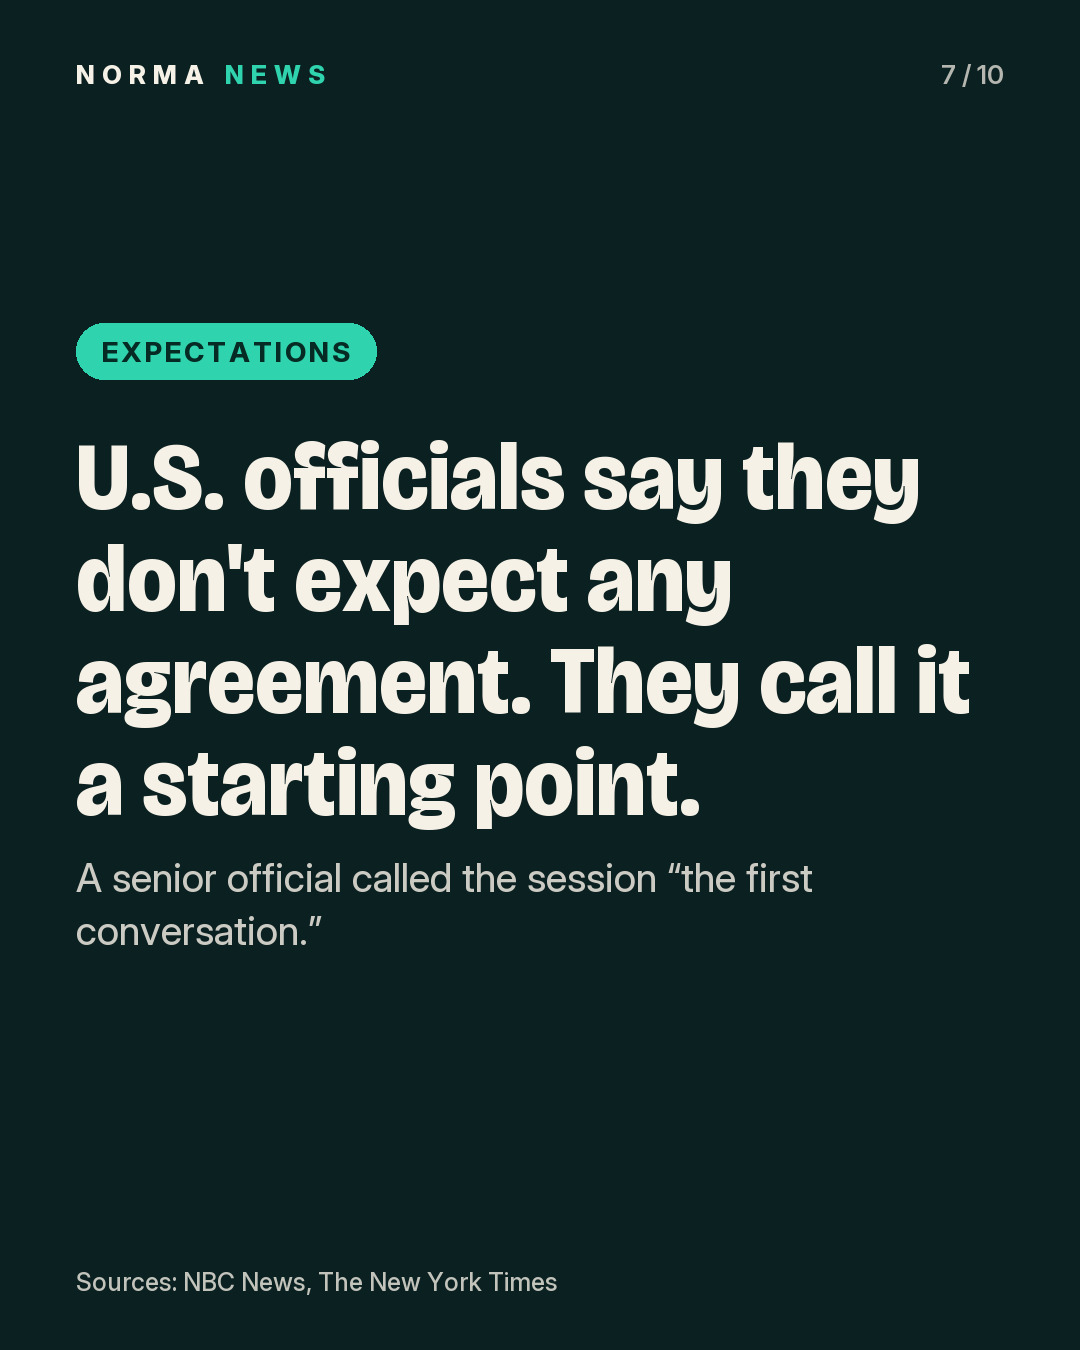 NORMA NEWS
7 / 10
EXPECTATIONS
U.S. officials say they
don't expect any
agreement. They call it
a starting point.
A senior official called the session “the first
conversation.”
Sources: NBC News, The New York Times